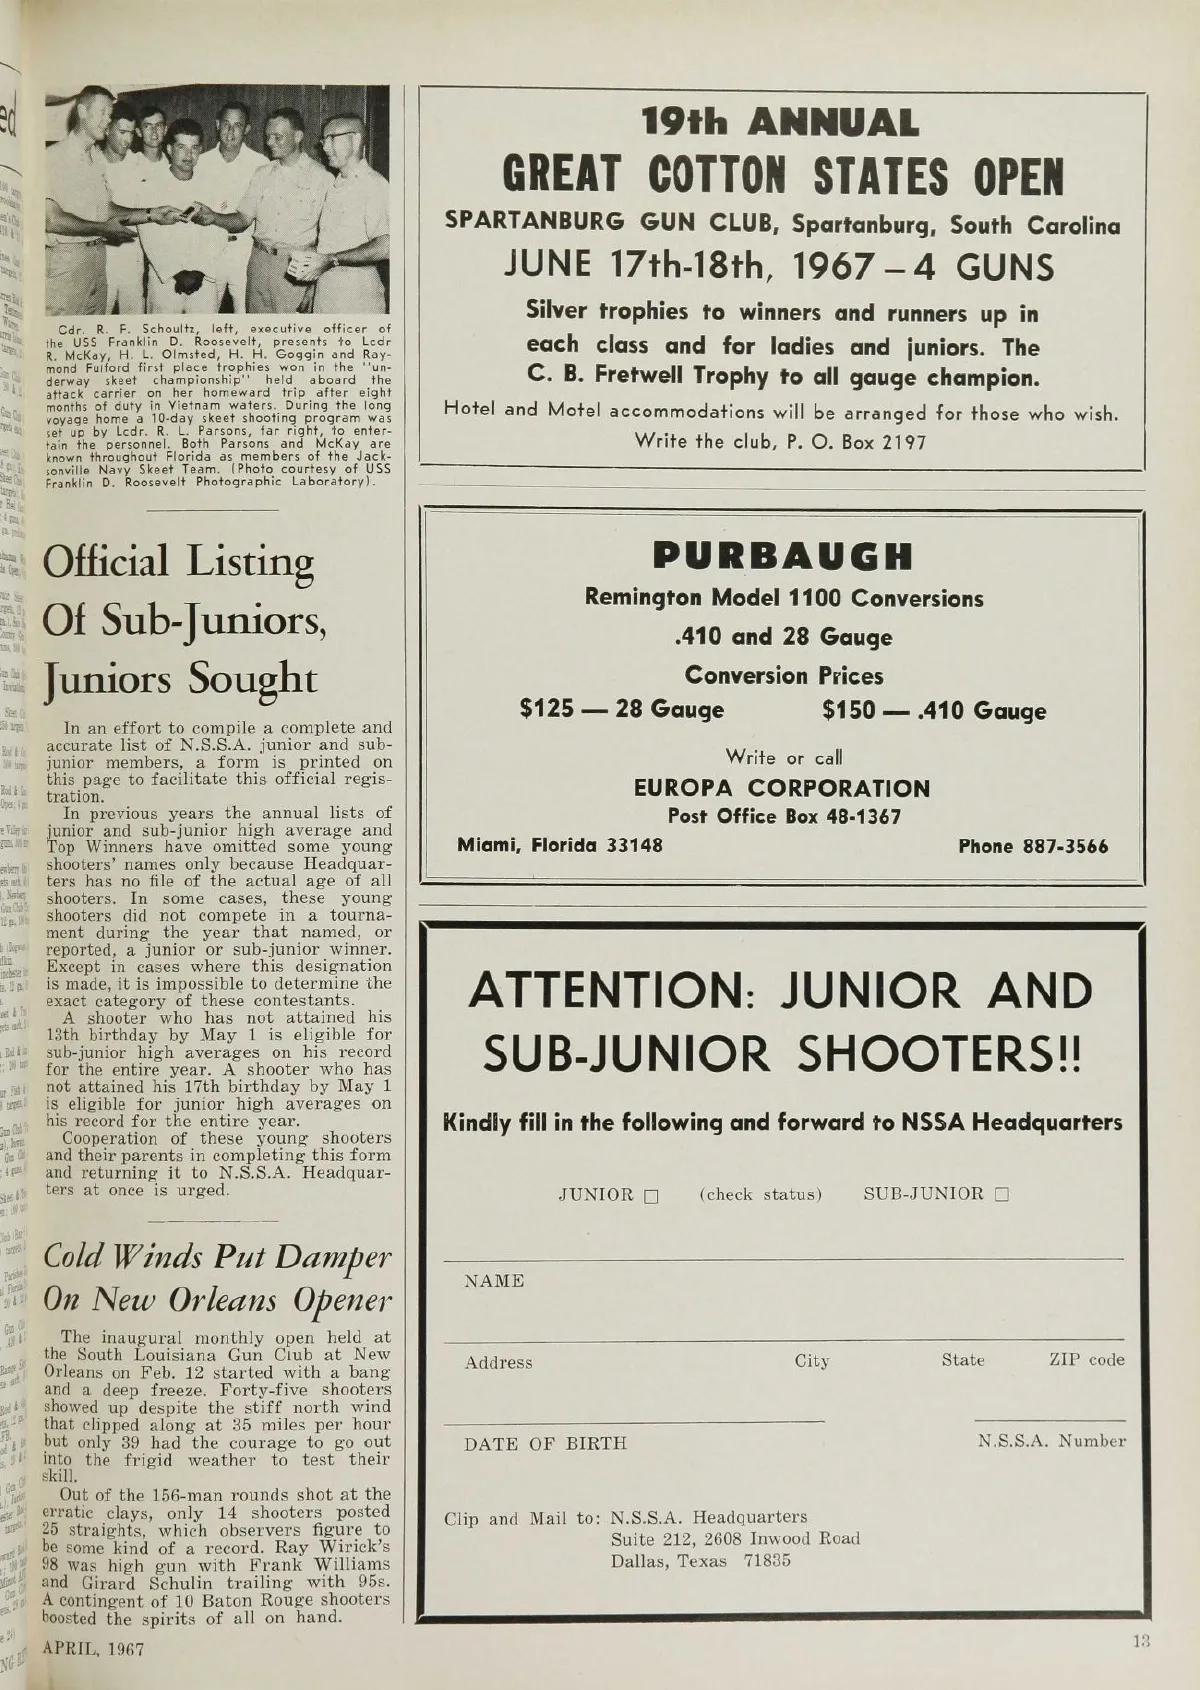 Cdr. R. F. Schoultz, left, executive officer of
the USS Franklin D. Roosevelt, presents to Lcdr
R. McKay, H. L. Olmsted, H. H. Goggin and Ray-
mond Fulford first place trophies won in the "un-
derway skeet championship" held aboard the
attack carrier on her homeward trip after eight
months of duty in Vietnam waters. During the long
voyage home a 10-day skeet shooting program was
set up by Lcdr. R. L. Parsons, far right, to enter-
tain the personnel. Both Parsons and McKay are
known throughout Florida as members of the Jack-
sonville Navy Skeet Team. (Photo courtesy of USS
Franklin D. Roosevelt Photographic Laboratory).
Official Listing
Of Sub-Juniors,
Juniors Sought
In an effort to compile a complete and
accurate list of N.S.S.A. junior and sub-
junior members, a form is printed on
this page to facilitate this official regis-
tration.
In previous years the annual lists of
junior and sub-junior high average and
Top Winners have omitted some young
shooters' names only because Headquar-
ters has no file of the actual age of all
shooters. In some cases, these young
shooters did not compete in a tourna-
ment during the year that named, or
reported, a junior or sub-junior winner.
Except in cases where this designation
is made, it is impossible to determine the
exact category of these contestants.
A shooter who has not attained his
13th birthday by May 1 is eligible for
sub-junior high averages on his record
for the entire year. A shooter who has
not attained his 17th birthday by May 1
is eligible for junior high averages on
his record for the entire year.
Cooperation of these young shooters
and their parents in completing this form
and returning it to N.S.S.A. Headquar-
ters at once is urged.
Cold Winds Put Damper
On New Orleans Opener
The inaugural monthly open held at
the South Louisiana Gun Club at New
Orleans on Feb. 12 started with a bang
and a deep freeze. Forty-five shooters
showed up despite the stiff north wind
that clipped along at 35 miles per hour
but only 39 had the courage to go out
into the frigid weather to test their
skill.
Out of the 156-man rounds shot at the
erratic clays, only 14 shooters posted
25 straights, which observers figure to
be some kind of a record. Ray Wirick's
98 was high gun with Frank Williams
and Girard Schulin trailing with 95s.
A contingent of 10 Baton Rouge shooters
boosted the spirits of all on hand.
APRIL, 1967
19th ANNUAL
GREAT COTTON STATES OPEN
SPARTANBURG GUN CLUB, Spartanburg, South Carolina
JUNE 17th-18th, 1967 – 4 GUNS
Silver trophies to winners and runners up in
each class and for ladies and juniors. The
C. B. Fretwell Trophy to all gauge champion.
Hotel and Motel accommodations will be arranged for those who wish.
Write the club, P. O. Box 2197
PURBAUGH
Remington Model 1100 Conversions
.410 and 28 Gauge
Conversion Prices
$125 — 28 Gauge $150 — .410 Gauge
Write or call
EUROPA CORPORATION
Post Office Box 48-1367
Miami, Florida 33148 Phone 887-3566
ATTENTION: JUNIOR AND
SUB-JUNIOR SHOOTERS!!
Kindly fill in the following and forward to NSSA Headquarters
JUNIOR □ (check status) SUB-JUNIOR □
NAME
Address City State ZIP code
DATE OF BIRTH N.S.S.A. Number
Clip and Mail to: N.S.S.A. Headquarters
Suite 212, 2608 Inwood Road
Dallas, Texas 71835
13